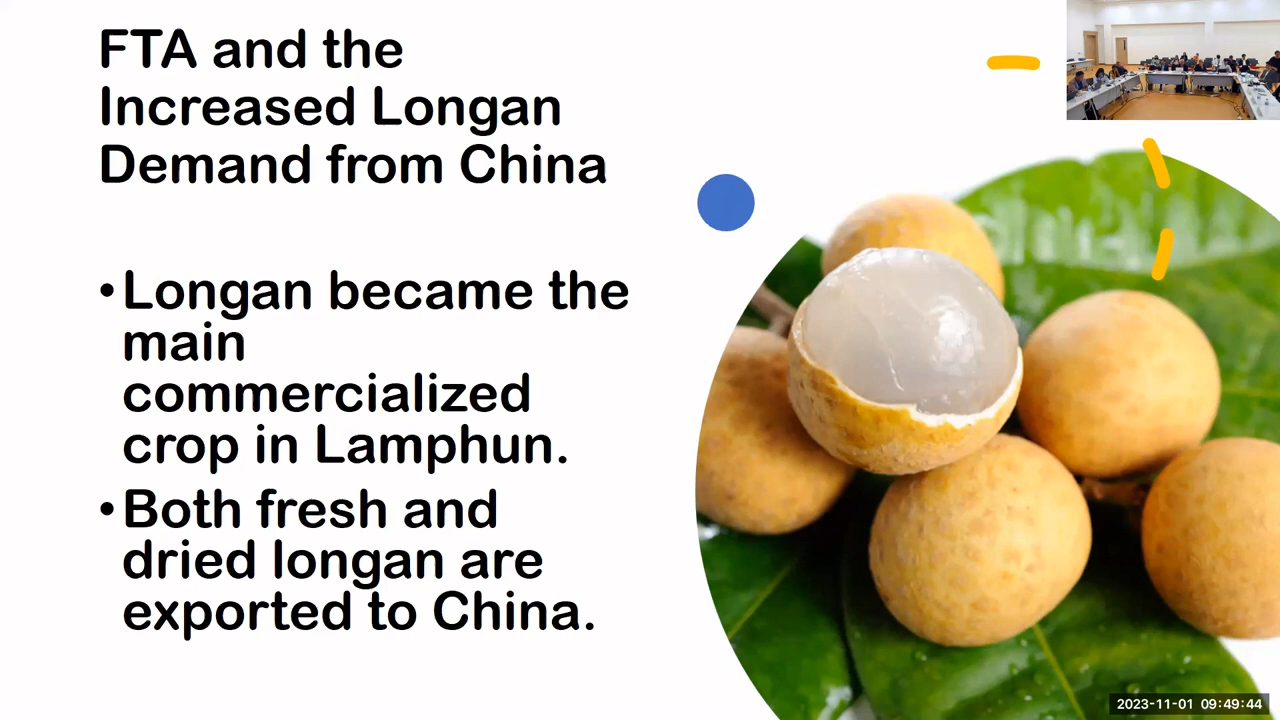 FTA and the
Increased Longan
Demand from China
•Longan became the
main
commercialized
crop in Lamphun.
•Both fresh and
dried longan are
exported to China.
2023-11-01 09:49:44